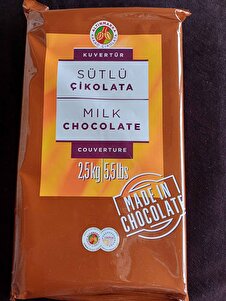 KUVERTÜR
SÜTLÜ
ÇİKOLATA
MILK
CHOCOLATE
COUVERTURE
2,5kg | 5,5lbs
MADE IN
CHOCOLATE